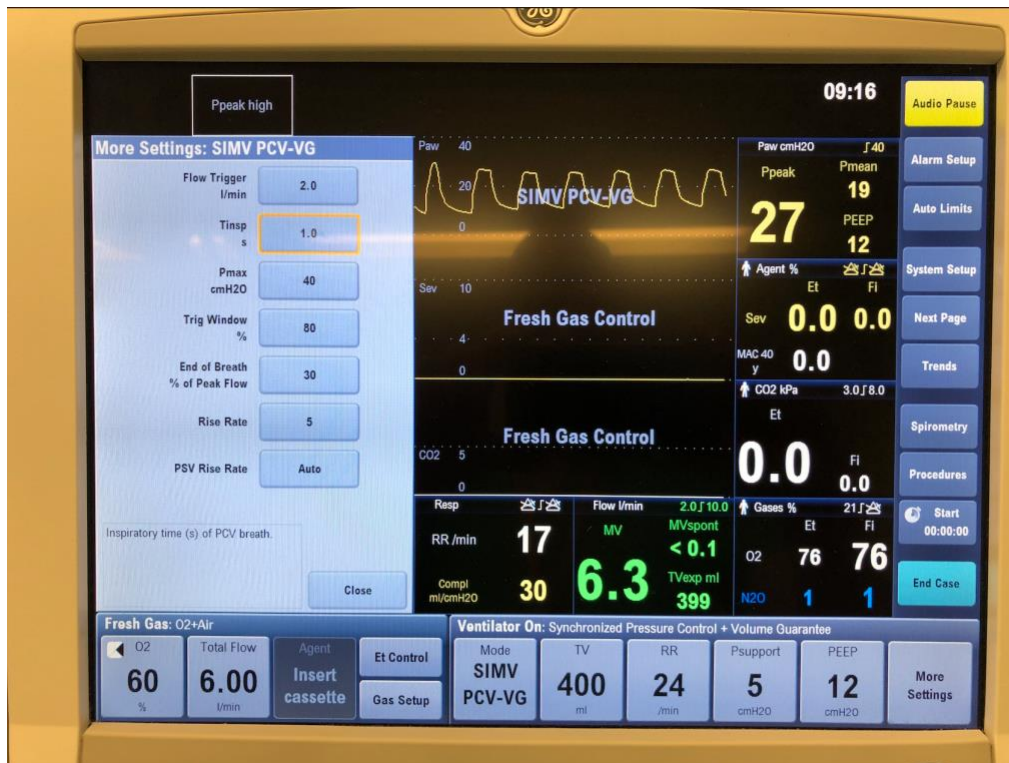 GE
Ppeak high
09:16
Audio Pause
More Settings: SIMV PCV-VG
Flow Trigger
l/min
2.0
Tinsp
s
1.0
Pmax
cmH2O
40
Trig Window
%
80
End of Breath
% of Peak Flow
30
Rise Rate
5
PSV Rise Rate
Auto
Inspiratory time (s) of PCV breath.
Close
Paw 40
20
0
SIMV PCV-VG
Sev 10
4
0
Fresh Gas Control
CO2 5
0
Fresh Gas Control
Paw cmH2O 40
Ppeak
27
Pmean
19
PEEP
12
Agent %
Et Fi
Sev 0.0 0.0
MAC 40 y 0.0
CO2 kPa 3.0 8.0
Et
0.0
Fi
0.0
Resp
RR /min 17
Compl
ml/cmH2O
30
Flow l/min 2.0 10.0
MV
6.3
MVspont
< 0.1
TVexp ml
399
Gases % 21
Et Fi
O2 76 76
N2O 1 1
Alarm Setup
Auto Limits
System Setup
Next Page
Trends
Spirometry
Procedures
Start
00:00:00
End Case
Fresh Gas: O2+Air
O2
60
%
Total Flow
6.00
l/min
Agent
Insert
cassette
Et Control
Gas Setup
Ventilator On: Synchronized Pressure Control + Volume Guarantee
Mode
SIMV
PCV-VG
TV
400
ml
RR
24
/min
Psupport
5
cmH2O
PEEP
12
cmH2O
More
Settings